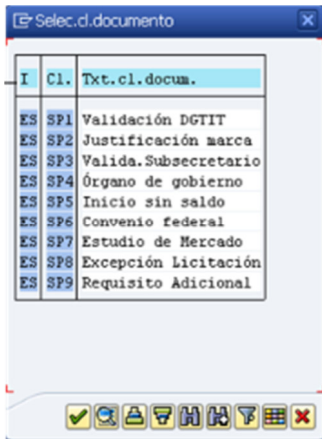 Selec.cl.documento
I Cl. Txt.cl.docum.
ES SP1 Validación DGTIT
ES SP2 Justificación marca
ES SP3 Valida.Subsecretario
ES SP4 Órgano de gobierno
ES SP5 Inicio sin saldo
ES SP6 Convenio federal
ES SP7 Estudio de Mercado
ES SP8 Excepción Licitación
ES SP9 Requisito Adicional